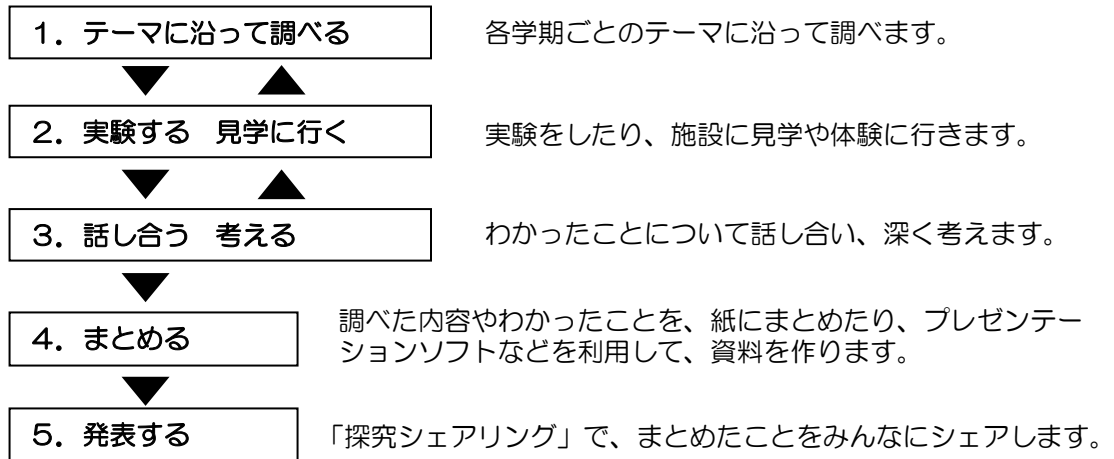 1．テーマに沿って調べる
各学期ごとのテーマに沿って調べます。
2．実験する　見学に行く
実験をしたり、施設に見学や体験に行きます。
3．話し合う　考える
わかったことについて話し合い、深く考えます。
4．まとめる
調べた内容やわかったことを、紙にまとめたり、プレゼンテー
ションソフトなどを利用して、資料を作ります。
5．発表する
「探究シェアリング」で、まとめたことをみんなにシェアします。